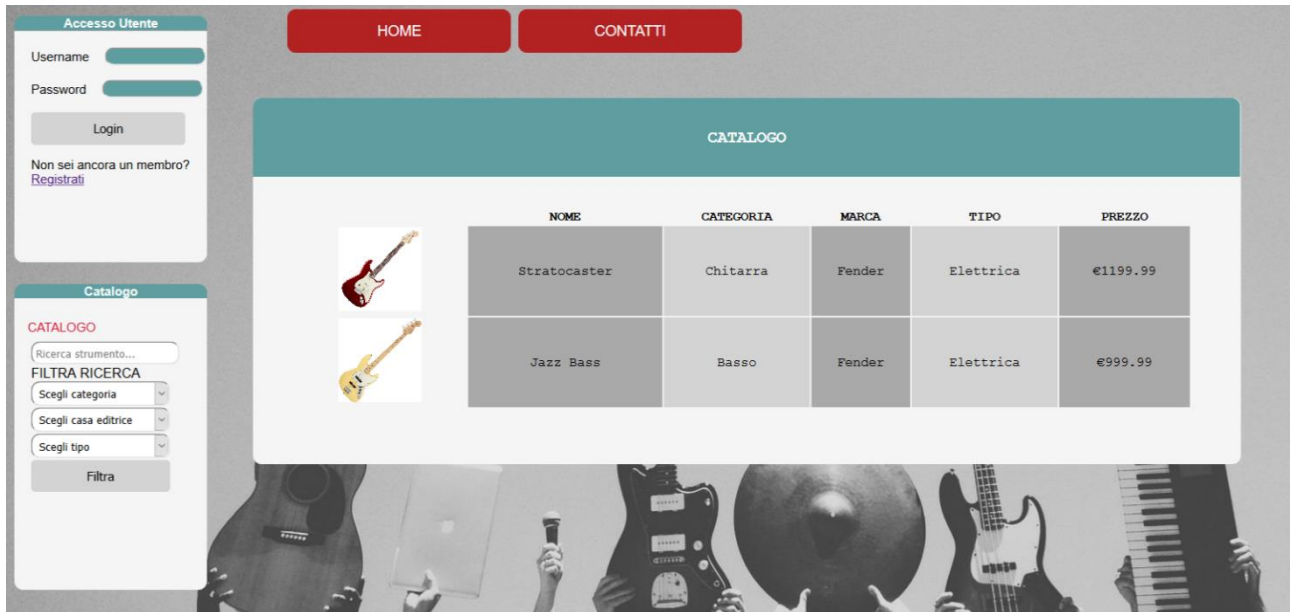 Accesso Utente
Username
Password
Login
Non sei ancora un membro?
Registrati
Catalogo
CATALOGO
Ricerca strumento...
FILTRA RICERCA
Scegli categoria
Scegli casa editrice
Scegli tipo
Filtra
HOME CONTATTI
CATALOGO
NOME CATEGORIA MARCA TIPO PREZZO
Stratocaster Chitarra Fender Elettrica €1199.99
Jazz Bass Basso Fender Elettrica €999.99